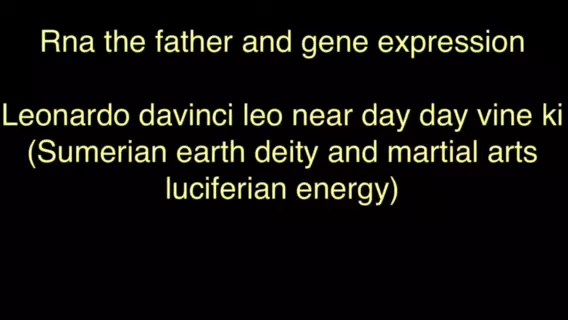 Rna the father and gene expression
Leonardo davinci leo near day day vine ki
(Sumerian earth deity and martial arts
luciferian energy)